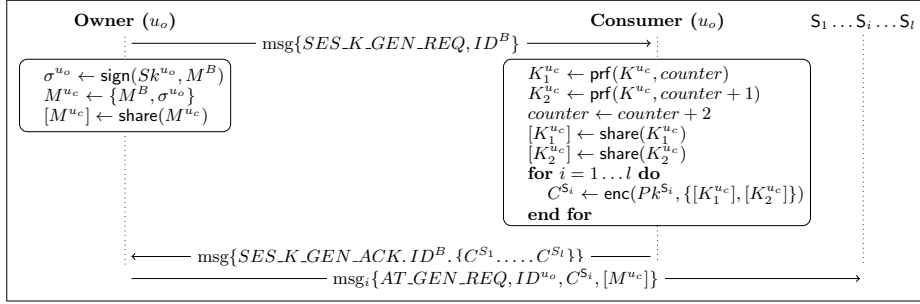 Owner (u_o) Consumer (u_o) S_1 ... S_i ... S_l
msg{SES_K_GEN_REQ, ID^B}
σ^{u_o} ← sign(Sk^{u_o}, M^B)
M^{u_c} ← {M^B, σ^{u_o}}
[M^{u_c}] ← share(M^{u_c})
K_1^{u_c} ← prf(K^{u_c}, counter)
K_2^{u_c} ← prf(K^{u_c}, counter + 1)
counter ← counter + 2
[K_1^{u_c}] ← share(K_1^{u_c})
[K_2^{u_c}] ← share(K_2^{u_c})
for i = 1 ... l do
C^{S_i} ← enc(Pk^{S_i}, {[K_1^{u_c}], [K_2^{u_c}]})
end for
msg{SES_K_GEN_ACK. ID^B. {C^{S_1}. . . . . C^{S_l}}}
msg_i{AT_GEN_REQ, ID^{u_o}, C^{S_i}, [M^{u_c}]}